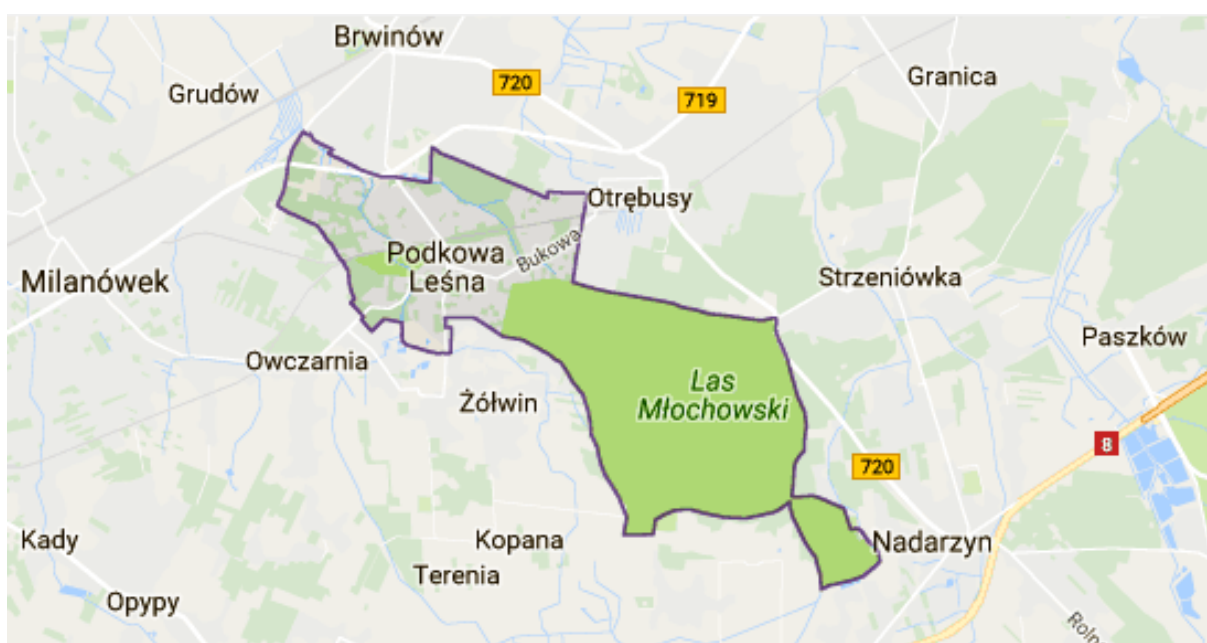 Brwinów
Granica
720
Grudów
719
Otrębusy
Podkowa
Leśna
Bukowa
Milanówek
Strzeniówka
Paszków
Owczarnia
Las
Młochowski
Żółwin
8
720
Kady
Kopana
Nadarzyn
Terenia
Opypy